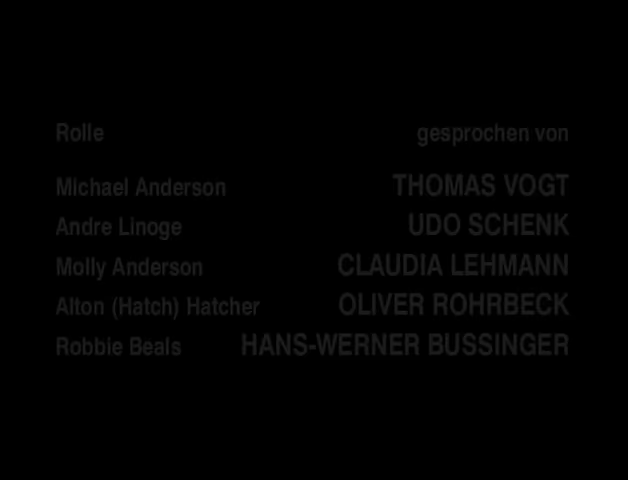 Rolle gesprochen von
Michael Anderson THOMAS VOGT
Andre Linoge UDO SCHENK
Molly Anderson CLAUDIA LEHMANN
Alton (Hatch) Hatcher OLIVER ROHRBECK
Robbie Beals HANS-WERNER BUSSINGER